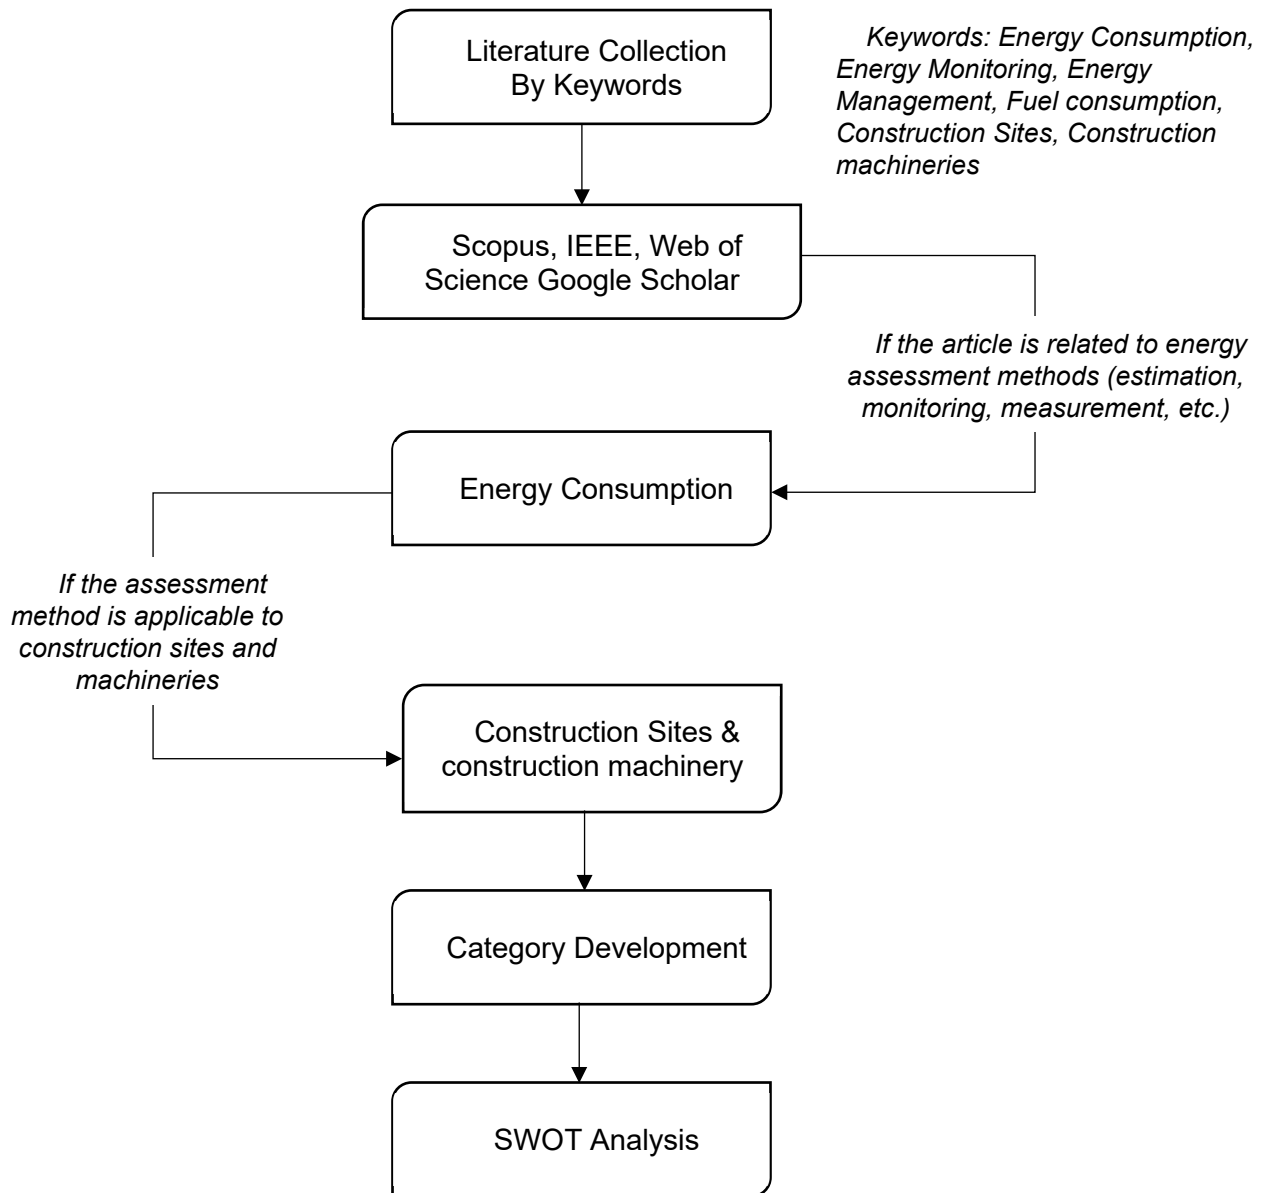 Literature Collection
By Keywords
Keywords: Energy Consumption,
Energy Monitoring, Energy
Management, Fuel consumption,
Construction Sites, Construction
machineries
Scopus, IEEE, Web of
Science Google Scholar
If the article is related to energy
assessment methods (estimation,
monitoring, measurement, etc.)
Energy Consumption
If the assessment
method is applicable to
construction sites and
machineries
Construction Sites &
construction machinery
Category Development
SWOT Analysis